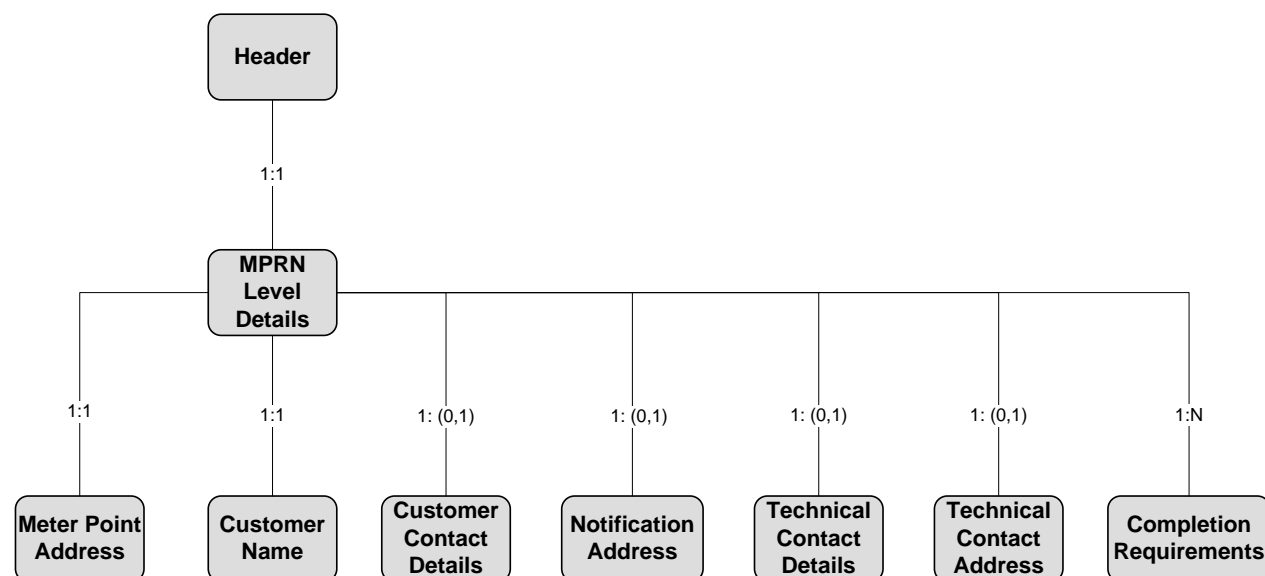 Header
1:1
MPRN
Level
Details
1:1
1:1
1: (0,1)
1: (0,1)
1: (0,1)
1: (0,1)
1:N
Meter Point
Address
Customer
Name
Customer
Contact
Details
Notification
Address
Technical
Contact
Details
Technical
Contact
Address
Completion
Requirements